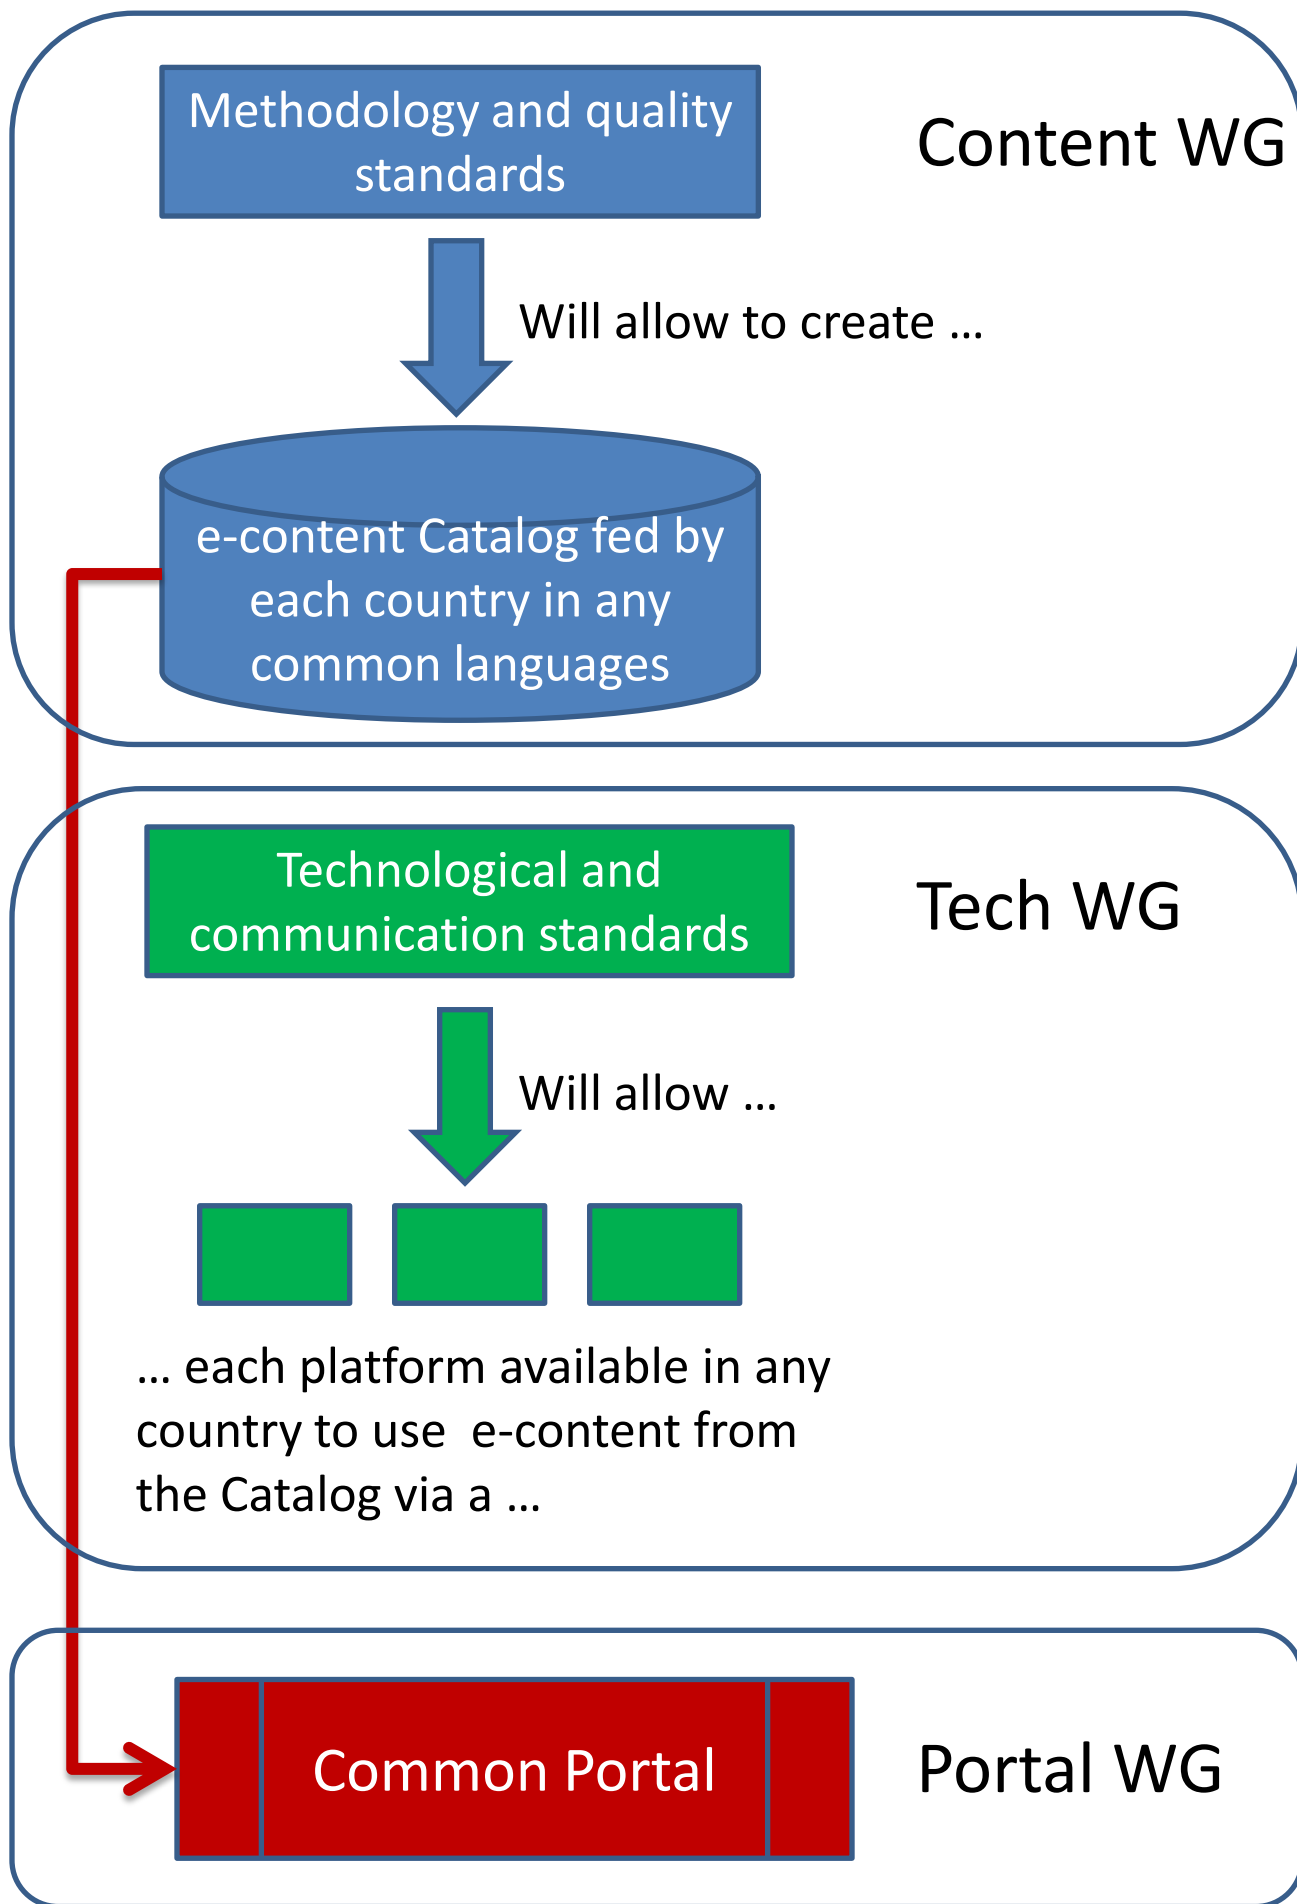 Methodology and quality
standards
Content WG
Will allow to create …
e-content Catalog fed by
each country in any
common languages
Technological and
communication standards
Tech WG
Will allow …
… each platform available in any
country to use  e-content from
the Catalog via a …
Common Portal
Portal WG